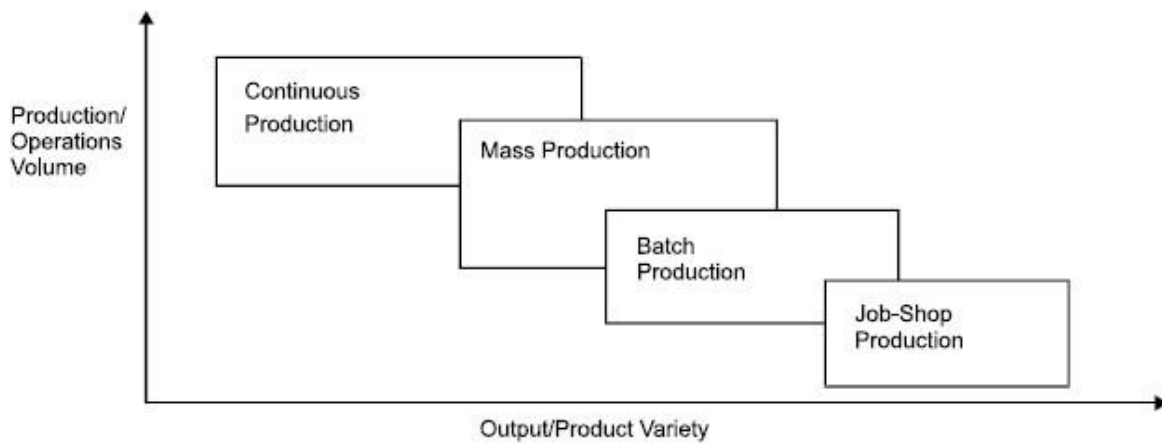 Continuous
Production
Production/
Operations
Volume
Mass Production
Batch
Production
Job-Shop
Production
Output/Product Variety